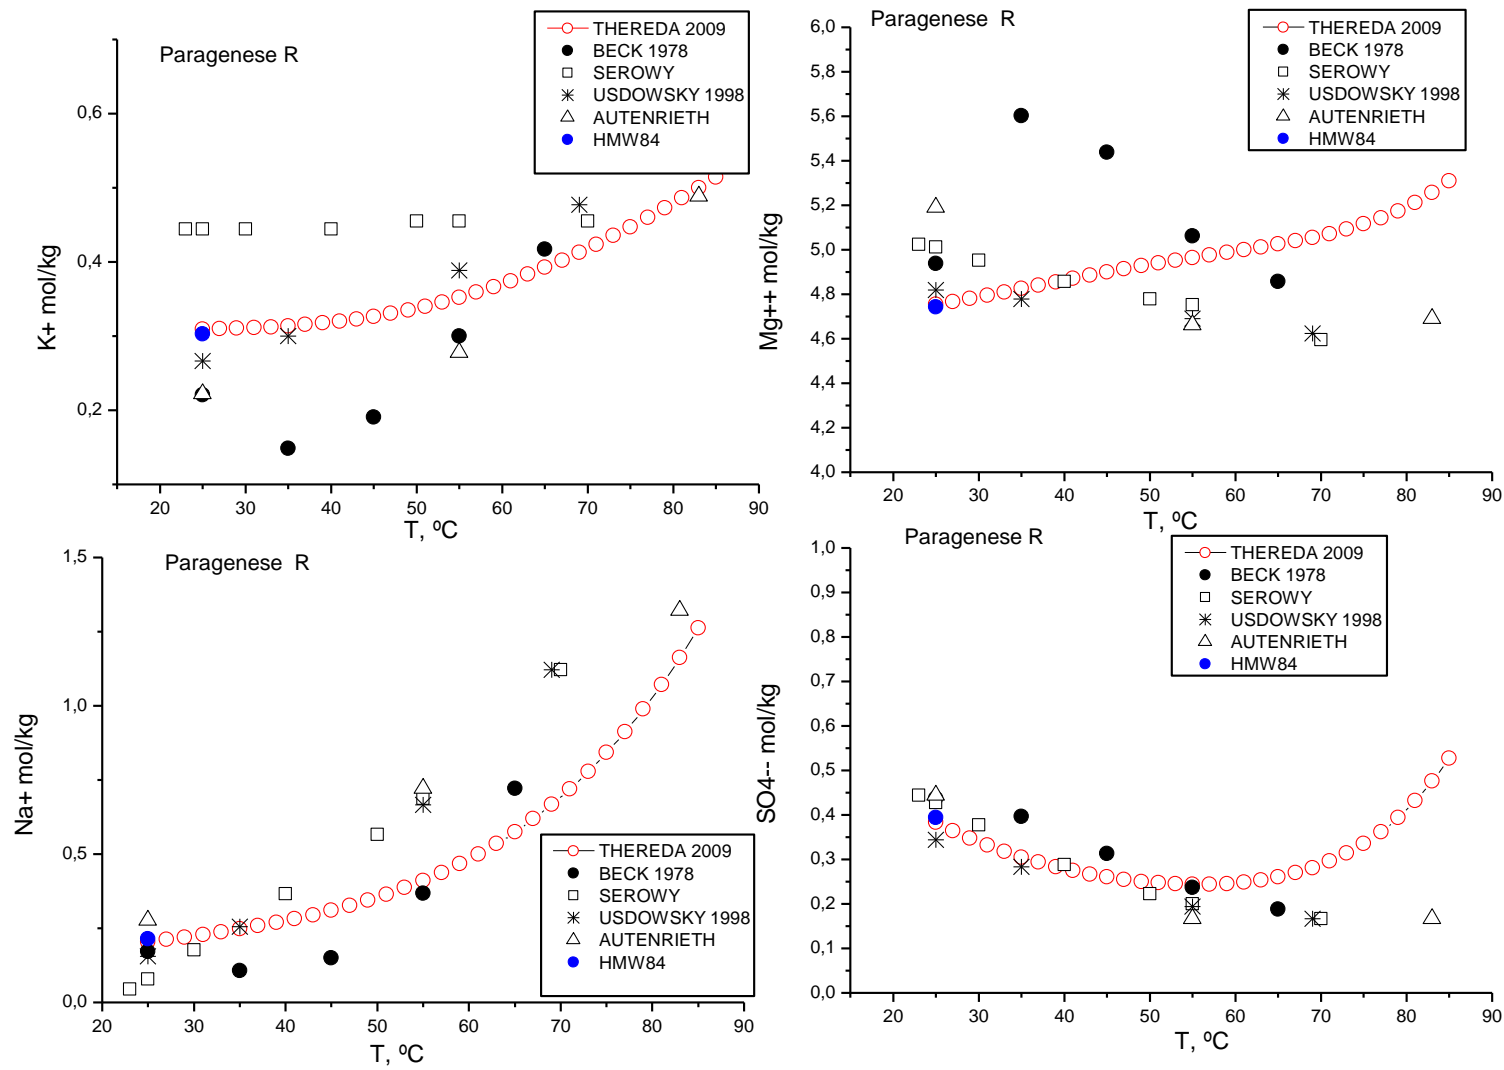 Paragenese R
THEREDA 2009
BECK 1978
SEROWY
USDOWSKY 1998
AUTENRIETH
HMW84
0,6
0,4
0,2
K+ mol/kg
20 30 40 50 60 70 80 90
T, ºC
Paragenese R
THEREDA 2009
BECK 1978
SEROWY
USDOWSKY 1998
AUTENRIETH
HMW84
6,0
5,8
5,6
5,4
5,2
5,0
4,8
4,6
4,4
4,2
4,0
Mg++ mol/kg
20 30 40 50 60 70 80 90
T, ºC
Paragenese R
1,5
1,0
0,5
0,0
Na+ mol/kg
THEREDA 2009
BECK 1978
SEROWY
USDOWSKY 1998
AUTENRIETH
HMW84
20 30 40 50 60 70 80 90
T, ºC
Paragenese R
THEREDA 2009
BECK 1978
SEROWY
USDOWSKY 1998
AUTENRIETH
HMW84
1,0
0,9
0,8
0,7
0,6
0,5
0,4
0,3
0,2
0,1
0,0
SO4-- mol/kg
20 30 40 50 60 70 80 90
T, ºC